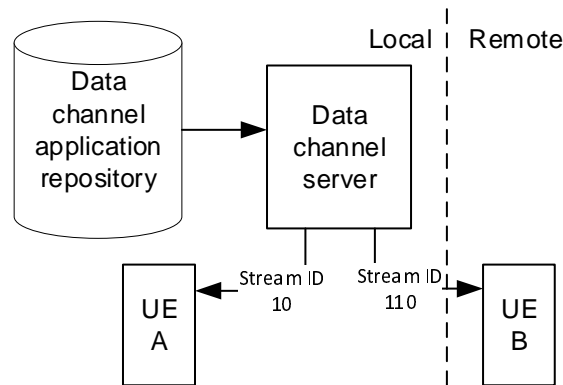 Local
Remote
Data
channel
application
repository
Data
channel
server
Stream ID
10
Stream ID
110
UE
A
UE
B